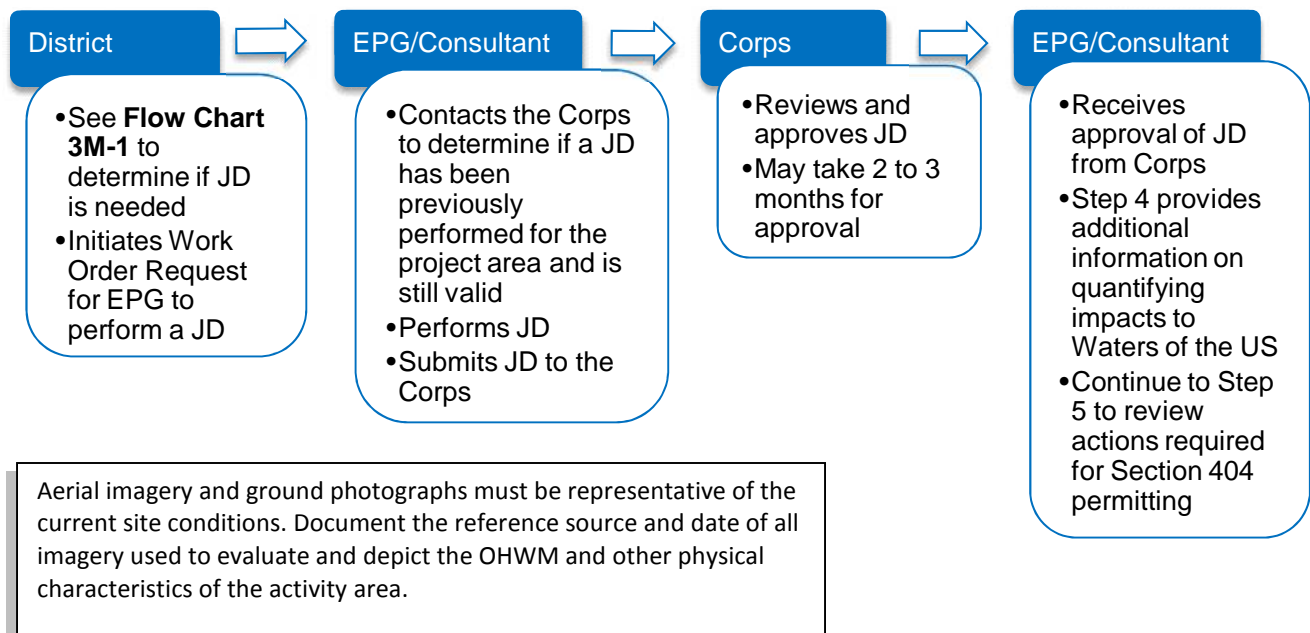 District
•See Flow Chart
3M-1 to
determine if JD
is needed
•Initiates Work
Order Request
for EPG to
perform a JD
EPG/Consultant
•Contacts the Corps
to determine if a JD
has been
previously
performed for the
project area and is
still valid
•Performs JD
•Submits JD to the
Corps
Corps
•Reviews and
approves JD
•May take 2 to 3
months for
approval
EPG/Consultant
•Receives
approval of JD
from Corps
•Step 4 provides
additional
information on
quantifying
impacts to
Waters of the US
•Continue to Step
5 to review
actions required
for Section 404
permitting
Aerial imagery and ground photographs must be representative of the
current site conditions. Document the reference source and date of all
imagery used to evaluate and depict the OHWM and other physical
characteristics of the activity area.